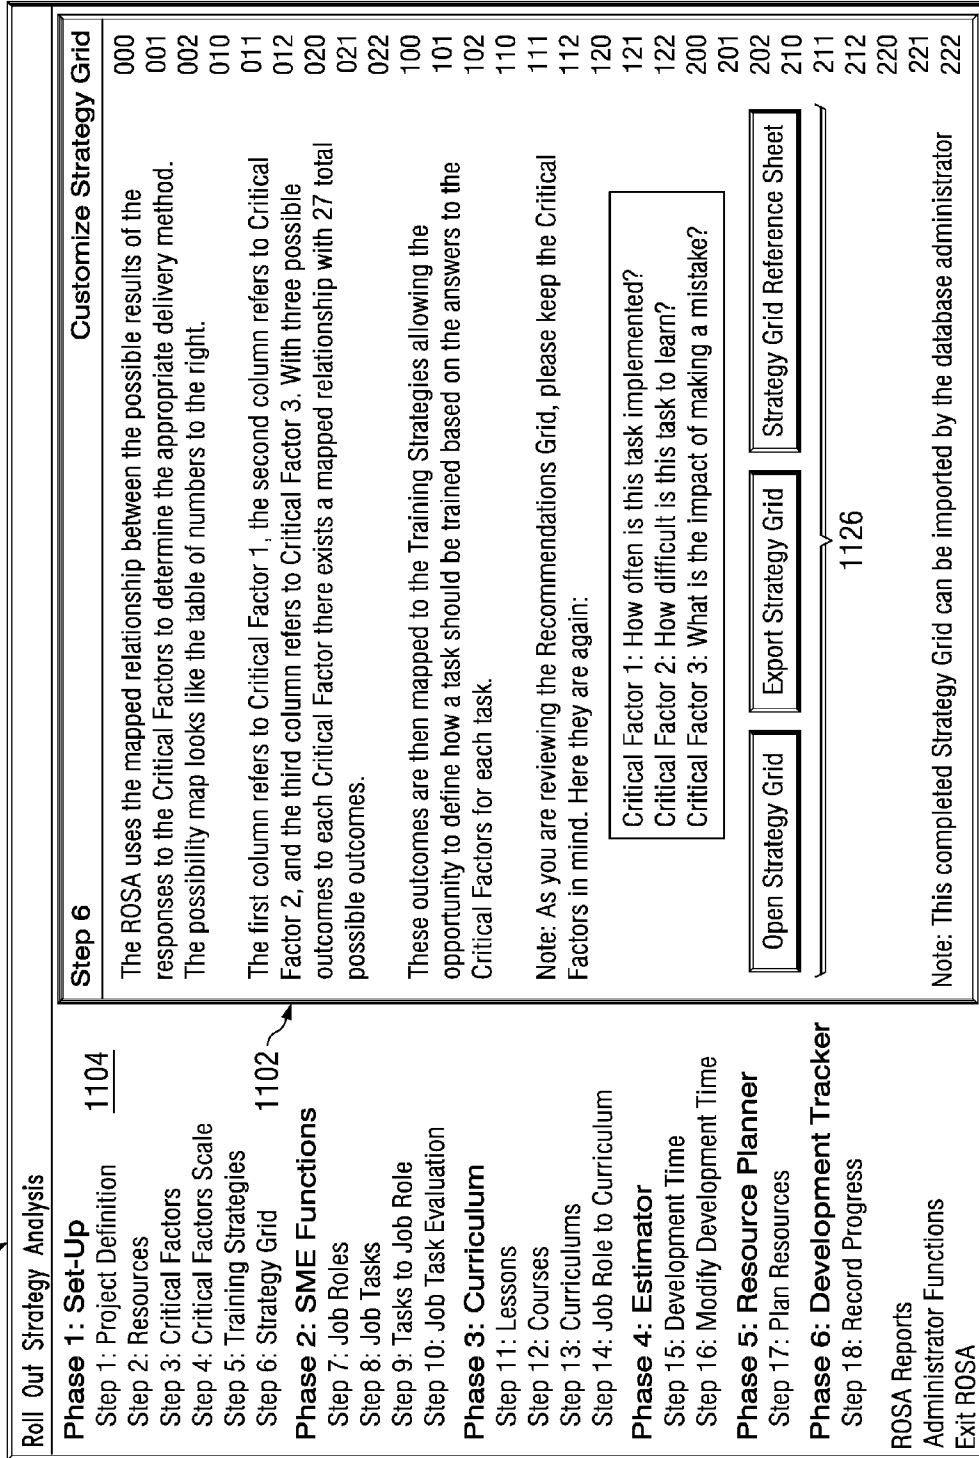 Roll Out Strategy Analysis
Phase 1: Set-Up
Step 1: Project Definition
1104
Step 2: Resources
Step 3: Critical Factors
Step 4: Critical Factors Scale
Step 5: Training Strategies
Step 6: Strategy Grid
1102
Phase 2: SME Functions
Step 7: Job Roles
Step 8: Job Tasks
Step 9: Tasks to Job Role
Step 10: Job Task Evaluation
Phase 3: Curriculum
Step 11: Lessons
Step 12: Courses
Step 13: Curriculums
Step 14: Job Role to Curriculum
Phase 4: Estimator
Step 15: Development Time
Step 16: Modify Development Time
Phase 5: Resource Planner
Step 17: Plan Resources
Phase 6: Development Tracker
Step 18: Record Progress
ROSA Reports
Administrator Functions
Exit ROSA
Step 6
Customize Strategy Grid
The ROSA uses the mapped relationship between the possible results of the
responses to the Critical Factors to determine the appropriate delivery method.
The possibility map looks like the table of numbers to the right.
The first column refers to Critical Factor 1, the second column refers to Critical
Factor 2, and the third column refers to Critical Factor 3. With three possible
outcomes to each Critical Factor there exists a mapped relationship with 27 total
possible outcomes.
These outcomes are then mapped to the Training Strategies allowing the
opportunity to define how a task should be trained based on the answers to the
Critical Factors for each task.
Note: As you are reviewing the Recommendations Grid, please keep the Critical
Factors in mind. Here they are again:
Critical Factor 1: How often is this task implemented?
Critical Factor 2: How difficult is this task to learn?
Critical Factor 3: What is the impact of making a mistake?
Open Strategy Grid
Export Strategy Grid
Strategy Grid Reference Sheet
1126
Note: This completed Strategy Grid can be imported by the database administrator
000
001
002
010
011
012
020
021
022
100
101
102
110
111
112
120
121
122
200
201
202
210
211
212
220
221
222